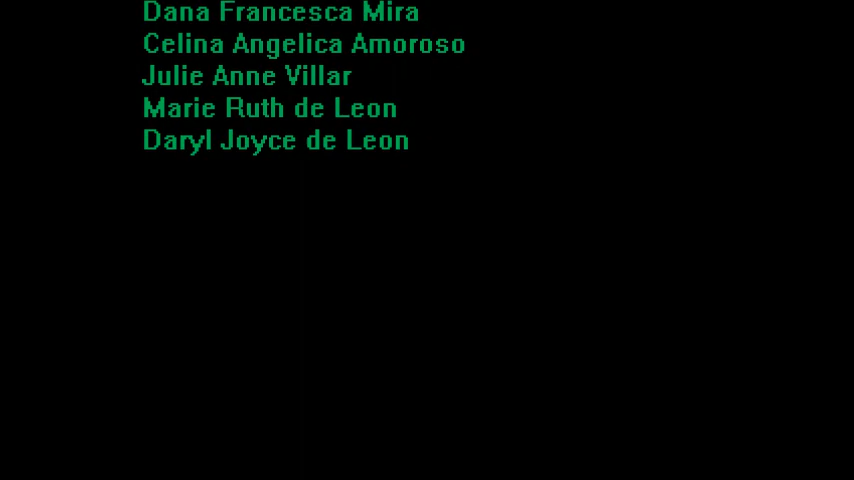 Dana Francesca Mira
Celina Angelica Amoroso
Julie Anne Villar
Marie Ruth de Leon
Daryl Joyce de Leon